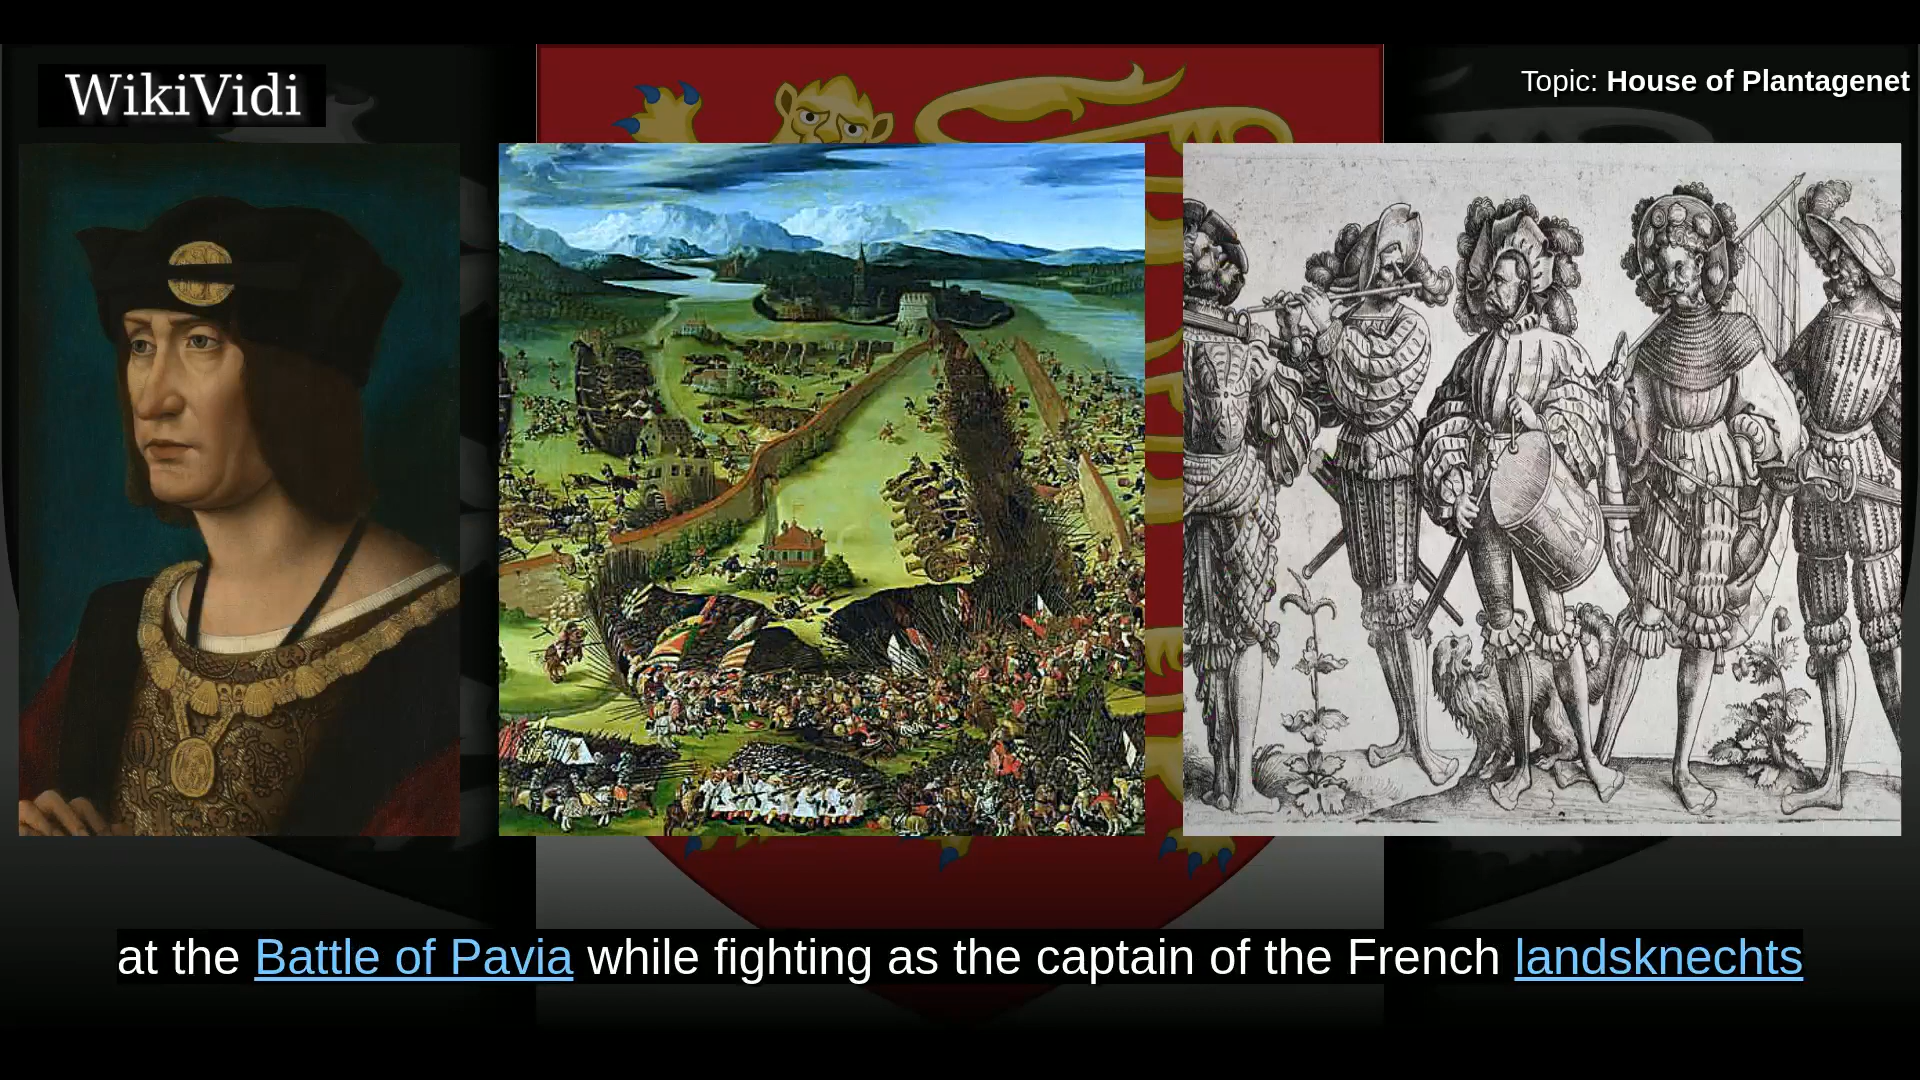 WikiVidi
Topic: House of Plantagenet
at the Battle of Pavia while fighting as the captain of the French landsknechts